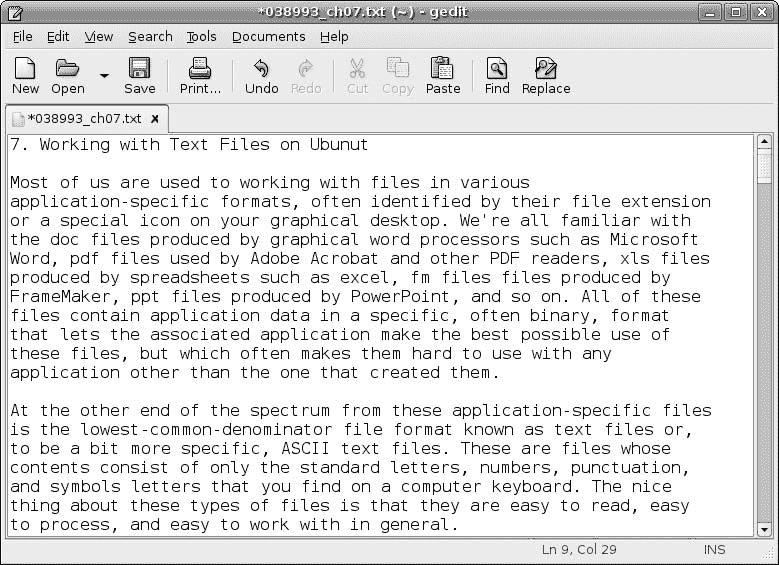 *038993_ch07.txt (~) - gedit
File Edit View Search Tools Documents Help
New Open Save Print... Undo Redo Cut Copy Paste Find Replace
*038993_ch07.txt
7. Working with Text Files on Ubunut
Most of us are used to working with files in various
application-specific formats, often identified by their file extension
or a special icon on your graphical desktop. We're all familiar with
the doc files produced by graphical word processors such as Microsoft
Word, pdf files used by Adobe Acrobat and other PDF readers, xls files
produced by spreadsheets such as excel, fm files files produced by
FrameMaker, ppt files produced by PowerPoint, and so on. All of these
files contain application data in a specific, often binary, format
that lets the associated application make the best possible use of
these files, but which often makes them hard to use with any
application other than the one that created them.
At the other end of the spectrum from these application-specific files
is the lowest-common-denominator file format known as text files or,
to be a bit more specific, ASCII text files. These are files whose
contents consist of only the standard letters, numbers, punctuation,
and symbols letters that you find on a computer keyboard. The nice
thing about these types of files is that they are easy to read, easy
to process, and easy to work with in general.
Ln 9, Col 29 INS